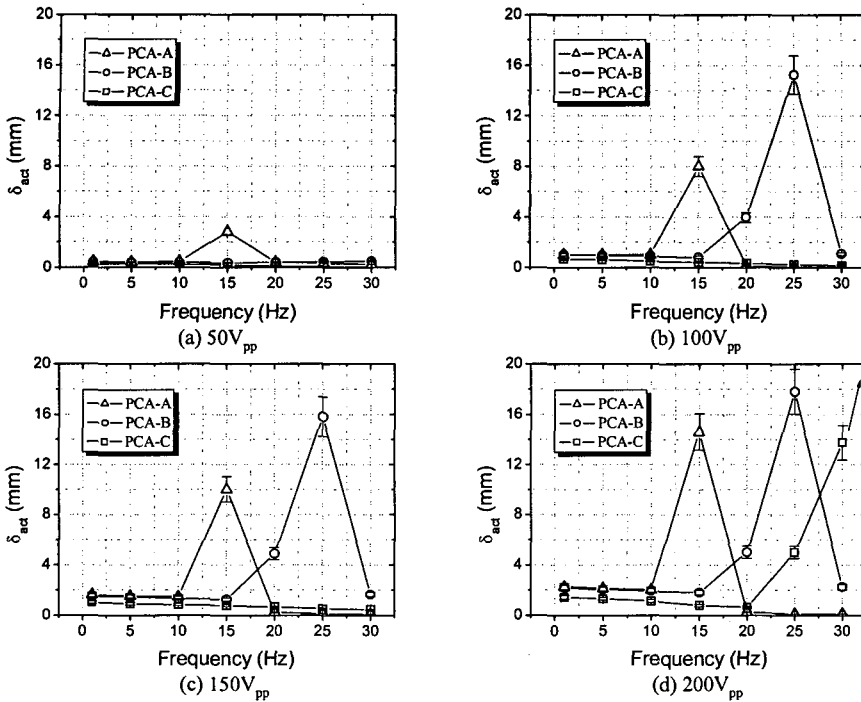 20
16
12
8
4
0
δact (mm)
PCA-A
PCA-B
PCA-C
0 5 10 15 20 25 30
Frequency (Hz)
(a) 50Vpp
20
16
12
8
4
0
δact (mm)
PCA-A
PCA-B
PCA-C
0 5 10 15 20 25 30
Frequency (Hz)
(b) 100Vpp
20
16
12
8
4
0
δact (mm)
PCA-A
PCA-B
PCA-C
0 5 10 15 20 25 30
Frequency (Hz)
(c) 150Vpp
20
16
12
8
4
0
δact (mm)
PCA-A
PCA-B
PCA-C
0 5 10 15 20 25 30
Frequency (Hz)
(d) 200Vpp